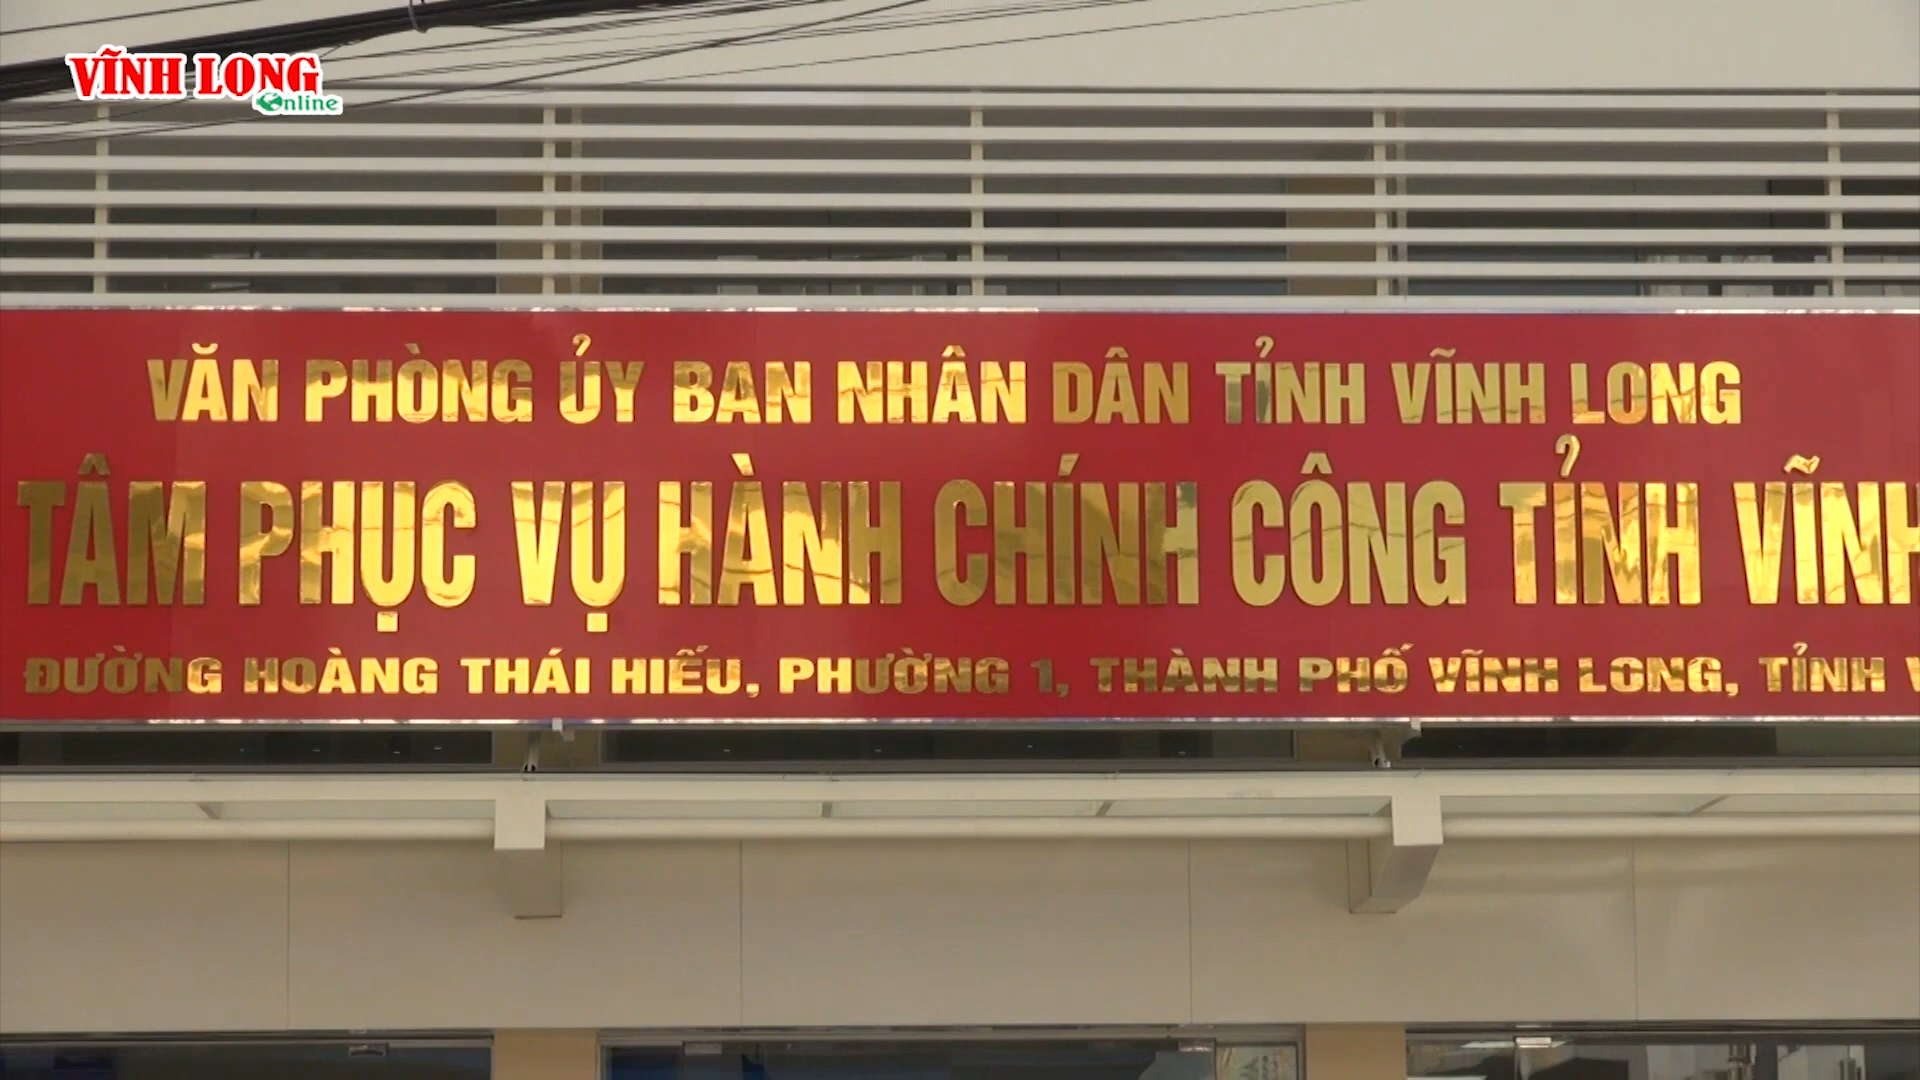 VĨNH LONG
Online
VĂN PHÒNG ỦY BAN NHÂN DÂN TỈNH VĨNH LONG
TÂM PHỤC VỤ HÀNH CHÍNH CÔNG TỈNH VĨNH
ĐƯỜNG HOÀNG THÁI HIẾU, PHƯỜNG 1, THÀNH PHỐ VĨNH LONG, TỈNH V